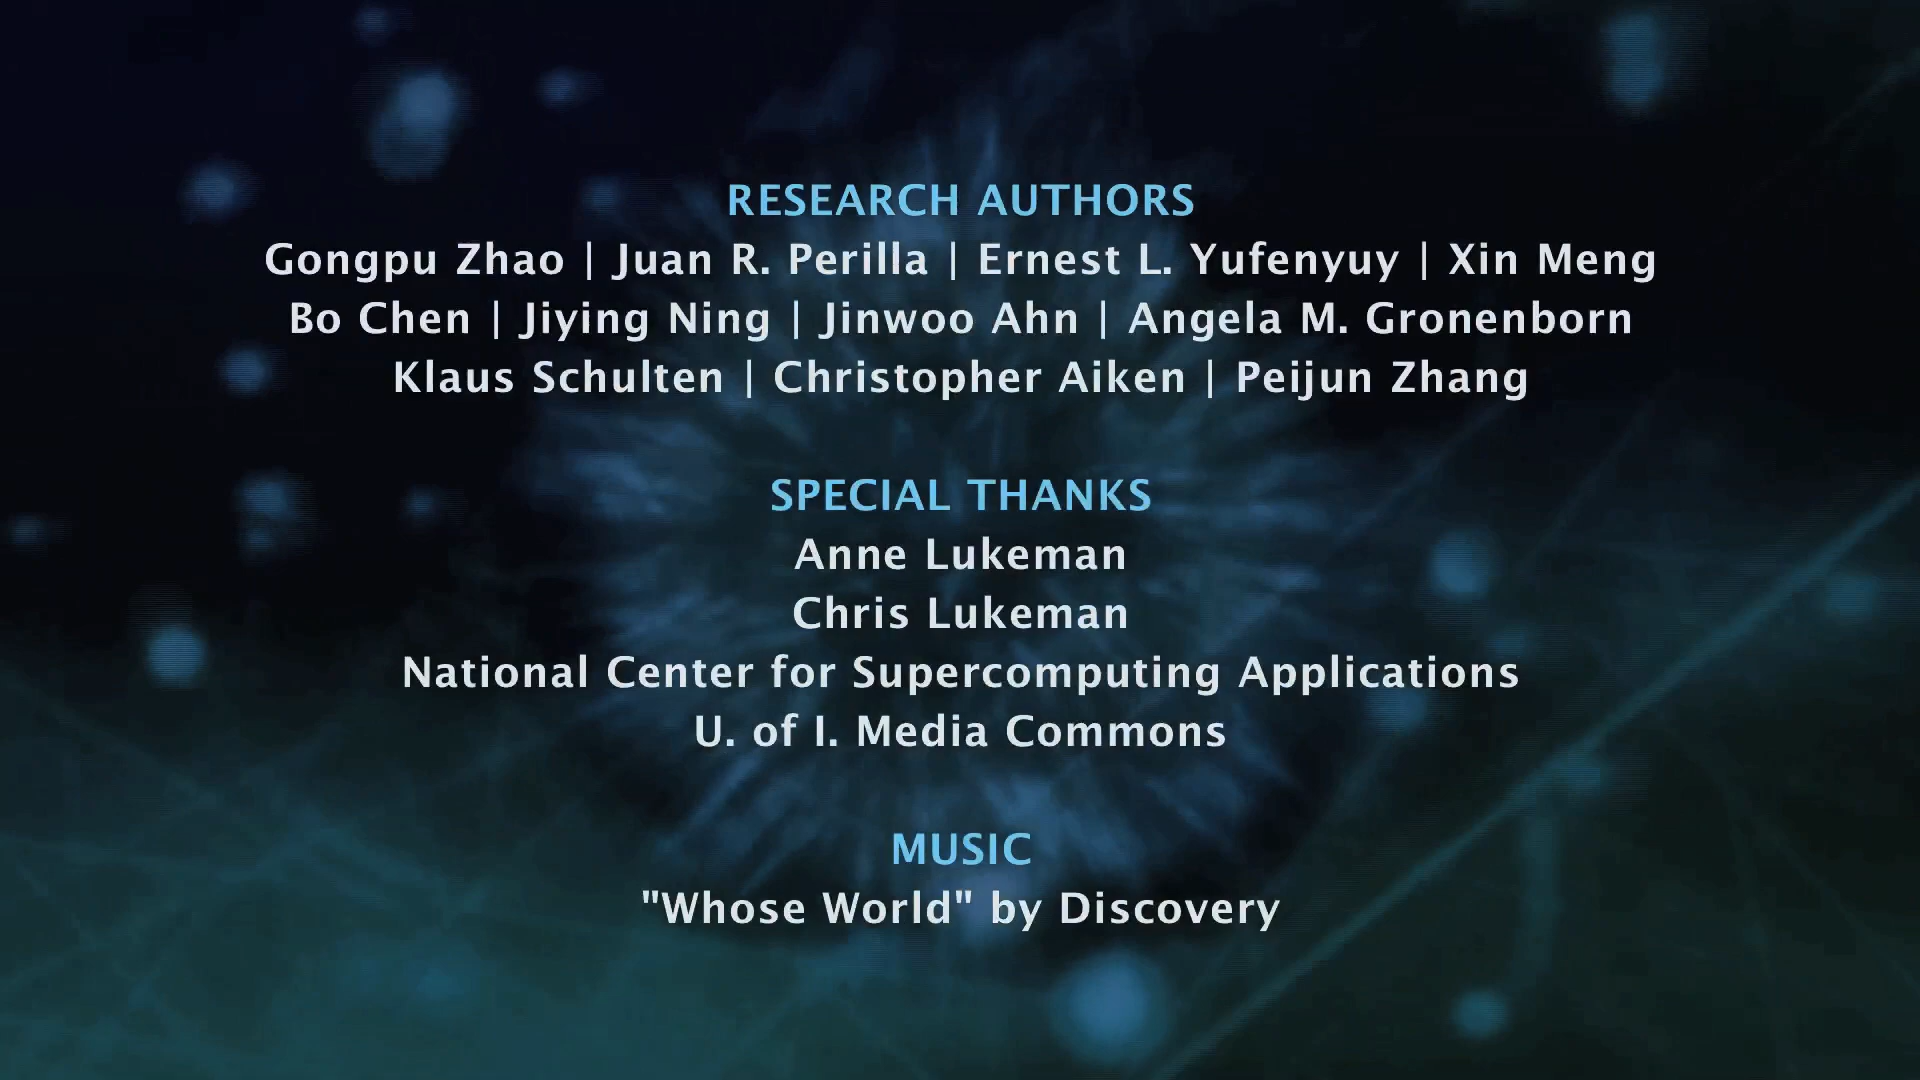 RESEARCH AUTHORS
Gongpu Zhao | Juan R. Perilla | Ernest L. Yufenyuy | Xin Meng
Bo Chen | Jiying Ning | Jinwoo Ahn | Angela M. Gronenborn
Klaus Schulten | Christopher Aiken | Peijun Zhang
SPECIAL THANKS
Anne Lukeman
Chris Lukeman
National Center for Supercomputing Applications
U. of I. Media Commons
MUSIC
"Whose World" by Discovery